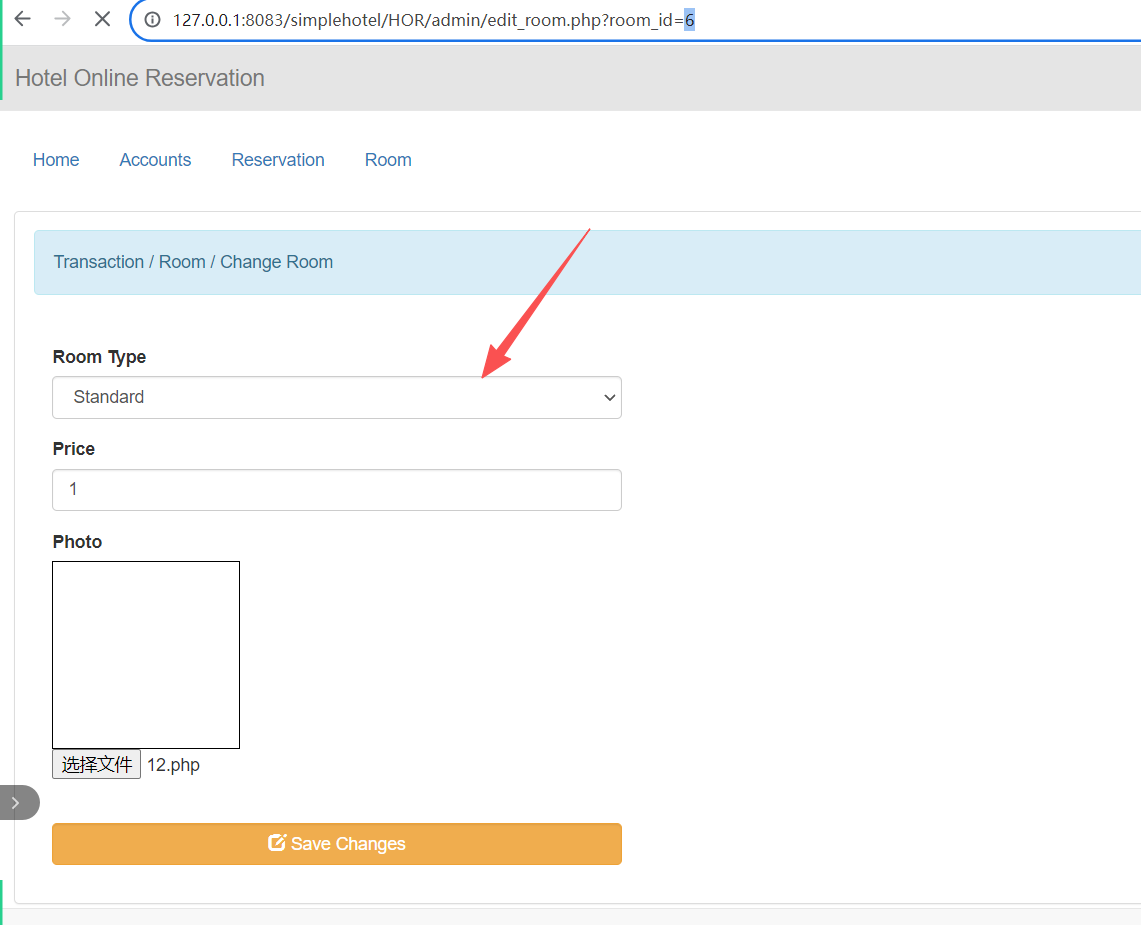 127.0.0.1:8083/simplehotel/HOR/admin/edit_room.php?room_id=6
Hotel Online Reservation
Home Accounts Reservation Room
Transaction / Room / Change Room
Room Type
Standard
Price
1
Photo
选择文件 12.php
Save Changes